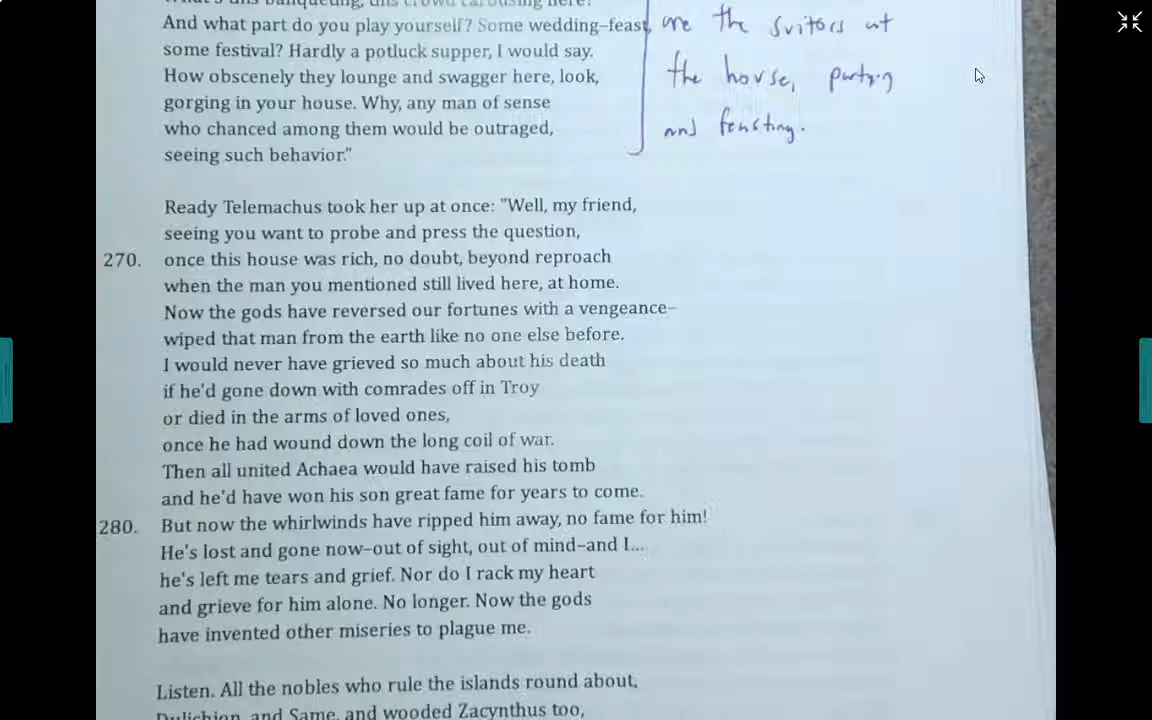 And what part do you play yourself? Some wedding–feast,
some festival? Hardly a potluck supper, I would say.
How obscenely they lounge and swagger here, look,
gorging in your house. Why, any man of sense
who chanced among them would be outraged,
seeing such behavior."
are the suitors at
the house, partying
and feasting.
Ready Telemachus took her up at once: "Well, my friend,
seeing you want to probe and press the question,
270. once this house was rich, no doubt, beyond reproach
when the man you mentioned still lived here, at home.
Now the gods have reversed our fortunes with a vengeance–
wiped that man from the earth like no one else before.
I would never have grieved so much about his death
if he'd gone down with comrades off in Troy
or died in the arms of loved ones,
once he had wound down the long coil of war.
Then all united Achaea would have raised his tomb
and he'd have won his son great fame for years to come.
280. But now the whirlwinds have ripped him away, no fame for him!
He's lost and gone now–out of sight, out of mind–and I...
he's left me tears and grief. Nor do I rack my heart
and grieve for him alone. No longer. Now the gods
have invented other miseries to plague me.
Listen. All the nobles who rule the islands round about,
Dulichion, and Same, and wooded Zacynthus too,